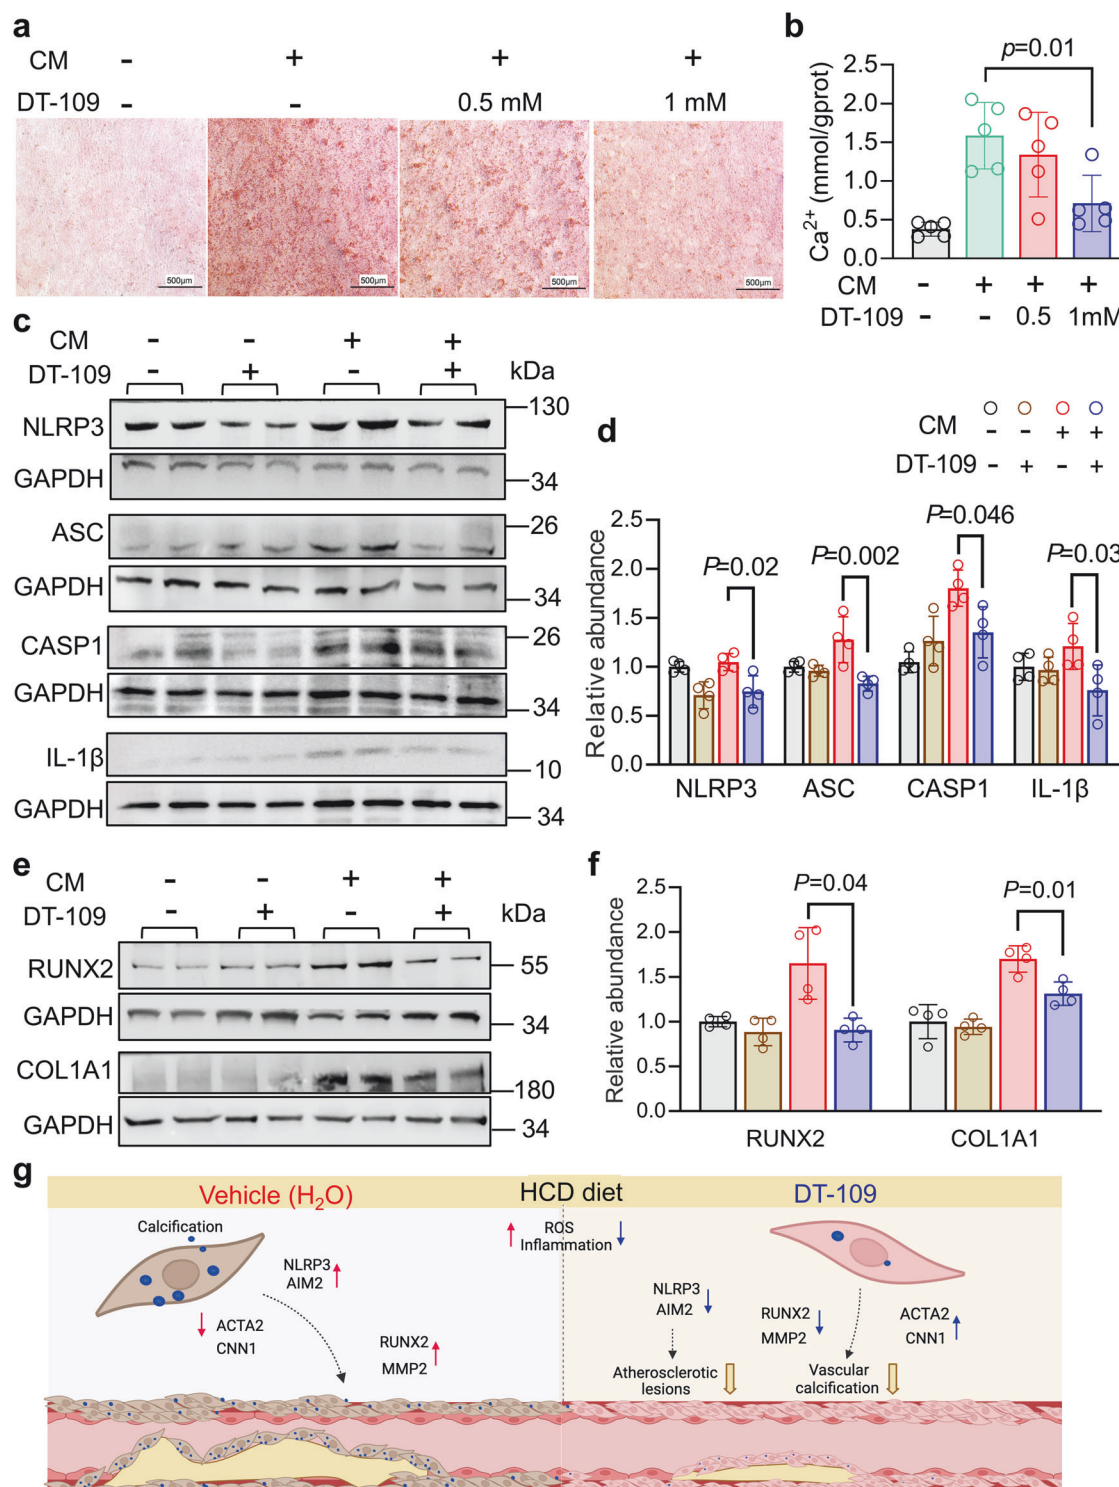 a
CM - + + +
DT-109 - - 0.5 mM 1 mM
500μm 500μm 500μm 500μm
b
p=0.01
Ca2+ (mmol/gprot)
2.5
2.0
1.5
1.0
0.5
0.0
CM - + + +
DT-109 - - 0.5 1mM
c
CM - - + +
DT-109 - + - + kDa
NLRP3 130
GAPDH 34
ASC 26
GAPDH 34
CASP1 26
GAPDH 34
IL-1β 10
GAPDH 34
d
CM - - + +
DT-109 - + - +
Relative abundance
2.5
2.0
1.5
1.0
0.5
0.0
P=0.02
P=0.002
P=0.046
P=0.03
NLRP3 ASC CASP1 IL-1β
e
CM - - + +
DT-109 - + - + kDa
RUNX2 55
GAPDH 34
COL1A1 180
GAPDH 34
f
Relative abundance
2.5
2.0
1.5
1.0
0.5
0.0
P=0.04
P=0.01
RUNX2 COL1A1
g
Vehicle (H2O) HCD diet DT-109
Calcification
NLRP3
AIM2
ACTA2
CNN1
RUNX2
MMP2
ROS
Inflammation
NLRP3
AIM2
RUNX2
MMP2
ACTA2
CNN1
Atherosclerotic
lesions
Vascular
calcification